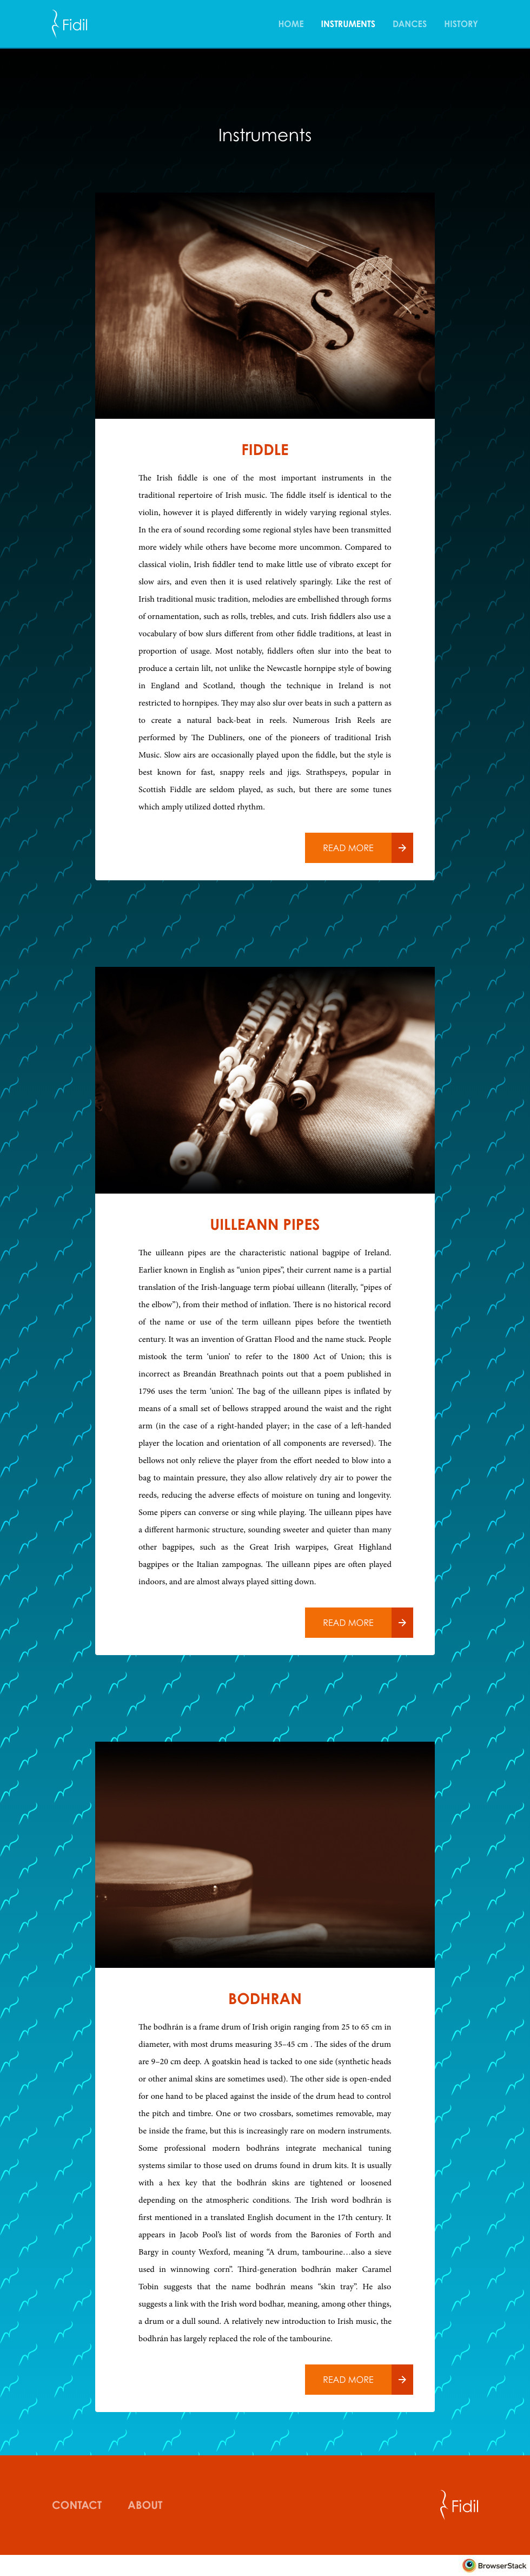 Fidil
HOME INSTRUMENTS DANCES HISTORY
Instruments
FIDDLE
The Irish fiddle is one of the most important instruments in the
traditional repertoire of Irish music. The fiddle itself is identical to the
violin, however it is played differently in widely varying regional styles.
In the era of sound recording some regional styles have been transmitted
more widely while others have become more uncommon. Compared to
classical violin, Irish fiddler tend to make little use of vibrato except for
slow airs, and even then it is used relatively sparingly. Like the rest of
Irish traditional music tradition, melodies are embellished through forms
of ornamentation, such as rolls, trebles, and cuts. Irish fiddlers also use a
vocabulary of bow slurs different from other fiddle traditions, at least in
proportion of usage. Most notably, fiddlers often slur into the beat to
produce a certain lilt, not unlike the Newcastle hornpipe style of bowing
in England and Scotland, though the technique in Ireland is not
restricted to hornpipes. They may also slur over beats in such a pattern as
to create a natural back-beat in reels. Numerous Irish Reels are
performed by The Dubliners, one of the pioneers of traditional Irish
Music. Slow airs are occasionally played upon the fiddle, but the style is
best known for fast, snappy reels and jigs. Strathspeys, popular in
Scottish Fiddle are seldom played, as such, but there are some tunes
which amply utilized dotted rhythm.
READ MORE
UILLEANN PIPES
The uilleann pipes are the characteristic national bagpipe of Ireland.
Earlier known in English as “union pipes”, their current name is a partial
translation of the Irish-language term píobaí uilleann (literally, “pipes of
the elbow”), from their method of inflation. There is no historical record
of the name or use of the term uilleann pipes before the twentieth
century. It was an invention of Grattan Flood and the name stuck. People
mistook the term ‘union’ to refer to the 1800 Act of Union; this is
incorrect as Breandán Breathnach points out that a poem published in
1796 uses the term ‘union’. The bag of the uilleann pipes is inflated by
means of a small set of bellows strapped around the waist and the right
arm (in the case of a right-handed player; in the case of a left-handed
player the location and orientation of all components are reversed). The
bellows not only relieve the player from the effort needed to blow into a
bag to maintain pressure, they also allow relatively dry air to power the
reeds, reducing the adverse effects of moisture on tuning and longevity.
Some pipers can converse or sing while playing. The uilleann pipes have
a different harmonic structure, sounding sweeter and quieter than many
other bagpipes, such as the Great Irish warpipes, Great Highland
bagpipes or the Italian zampognas. The uilleann pipes are often played
indoors, and are almost always played sitting down.
READ MORE
BODHRAN
The bodhrán is a frame drum of Irish origin ranging from 25 to 65 cm in
diameter, with most drums measuring 35–45 cm . The sides of the drum
are 9–20 cm deep. A goatskin head is tacked to one side (synthetic heads
or other animal skins are sometimes used). The other side is open-ended
for one hand to be placed against the inside of the drum head to control
the pitch and timbre. One or two crossbars, sometimes removable, may
be inside the frame, but this is increasingly rare on modern instruments.
Some professional modern bodhráns integrate mechanical tuning
systems similar to those used on drums found in drum kits. It is usually
with a hex key that the bodhrán skins are tightened or loosened
depending on the atmospheric conditions. The Irish word bodhrán is
first mentioned in a translated English document in the 17th century. It
appears in Jacob Pool’s list of words from the Baronies of Forth and
Bargy in county Wexford, meaning “A drum, tambourine…also a sieve
used in winnowing corn”. Third-generation bodhrán maker Caramel
Tobin suggests that the name bodhrán means “skin tray”. He also
suggests a link with the Irish word bodhar, meaning, among other things,
a drum or a dull sound. A relatively new introduction to Irish music, the
bodhrán has largely replaced the role of the tambourine.
READ MORE
CONTACT ABOUT
Fidil
BrowserStack